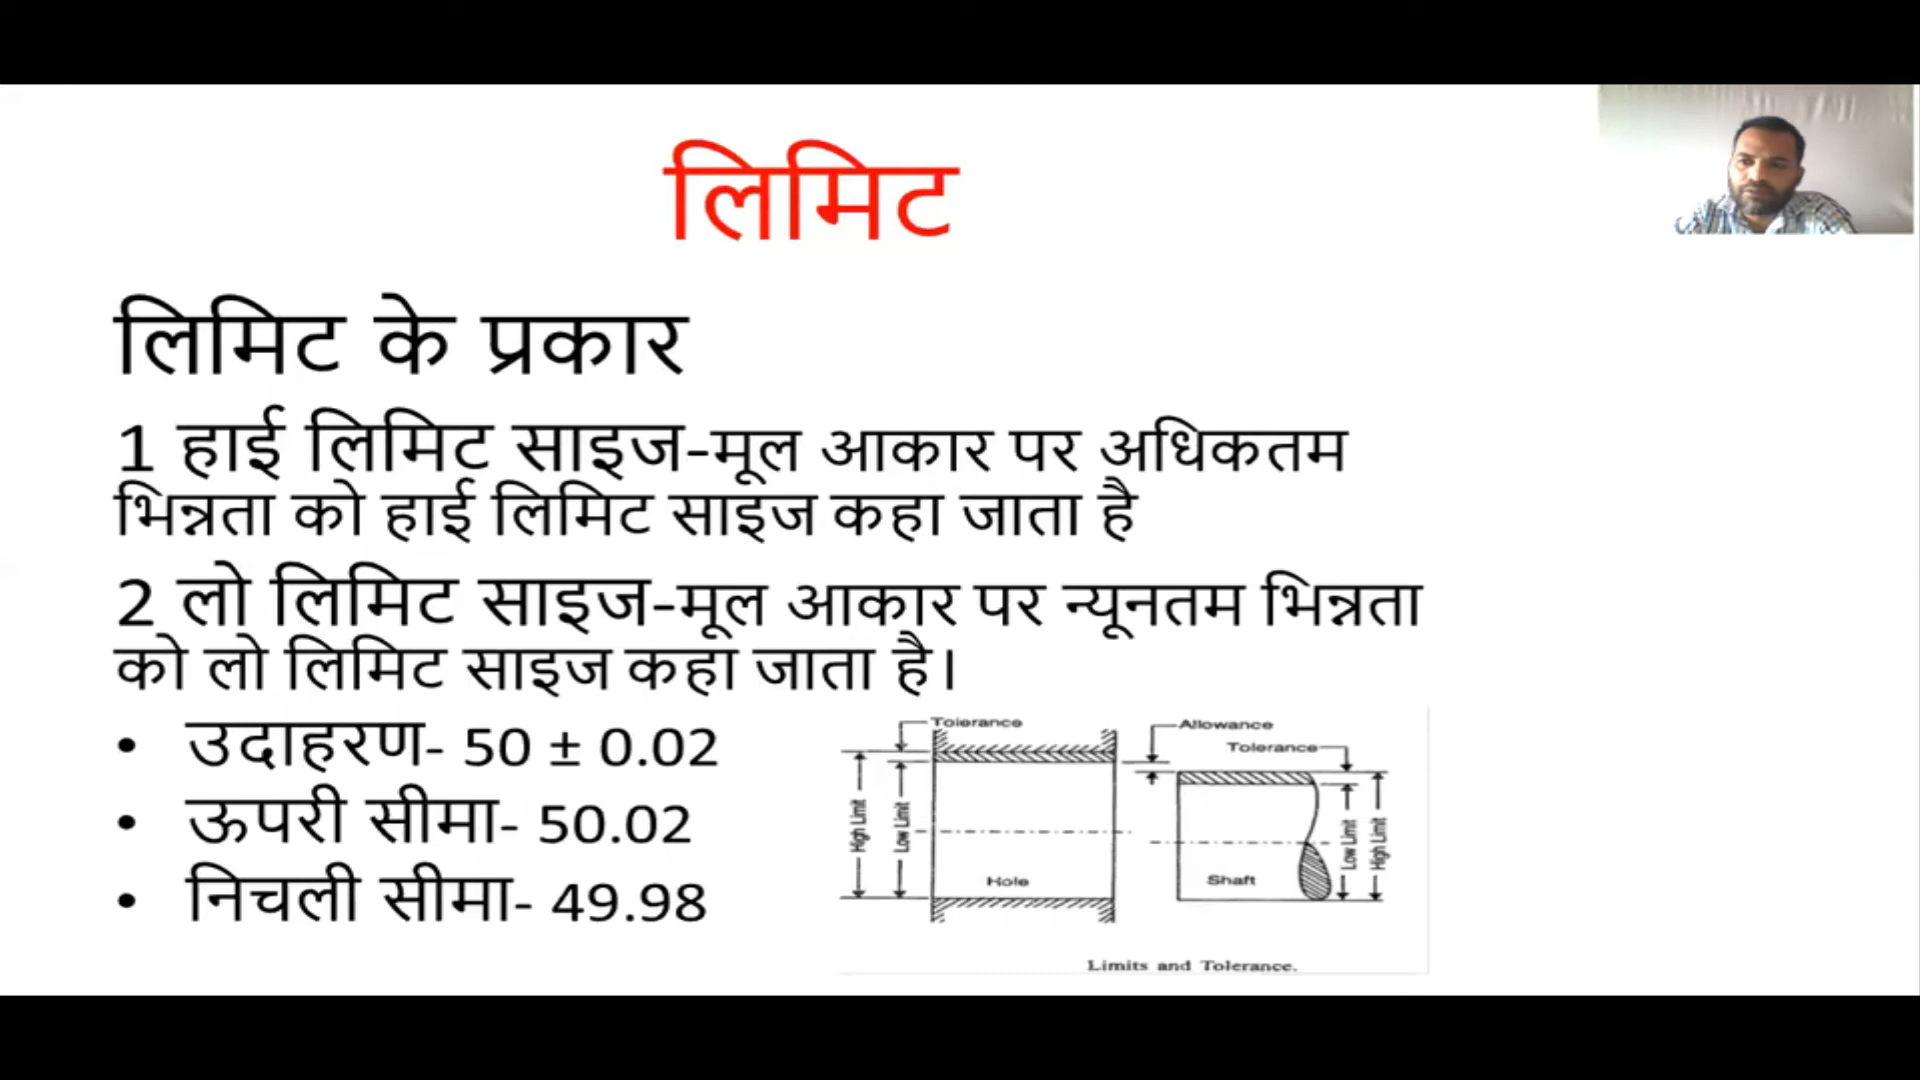 लिमिट
लिमिट के प्रकार
1 हाई लिमिट साइज-मूल आकार पर अधिकतम
भिन्नता को हाई लिमिट साइज कहा जाता है
2 लो लिमिट साइज-मूल आकार पर न्यूनतम भिन्नता
को लो लिमिट साइज कहा जाता है।
• उदाहरण- 50 ± 0.02
• ऊपरी सीमा- 50.02
• निचली सीमा- 49.98
Tolerance
High Limit
Low Limit
Hole
Allowance
Tolerance
Shaft
Low Limit
High Limit
Limits and Tolerance.